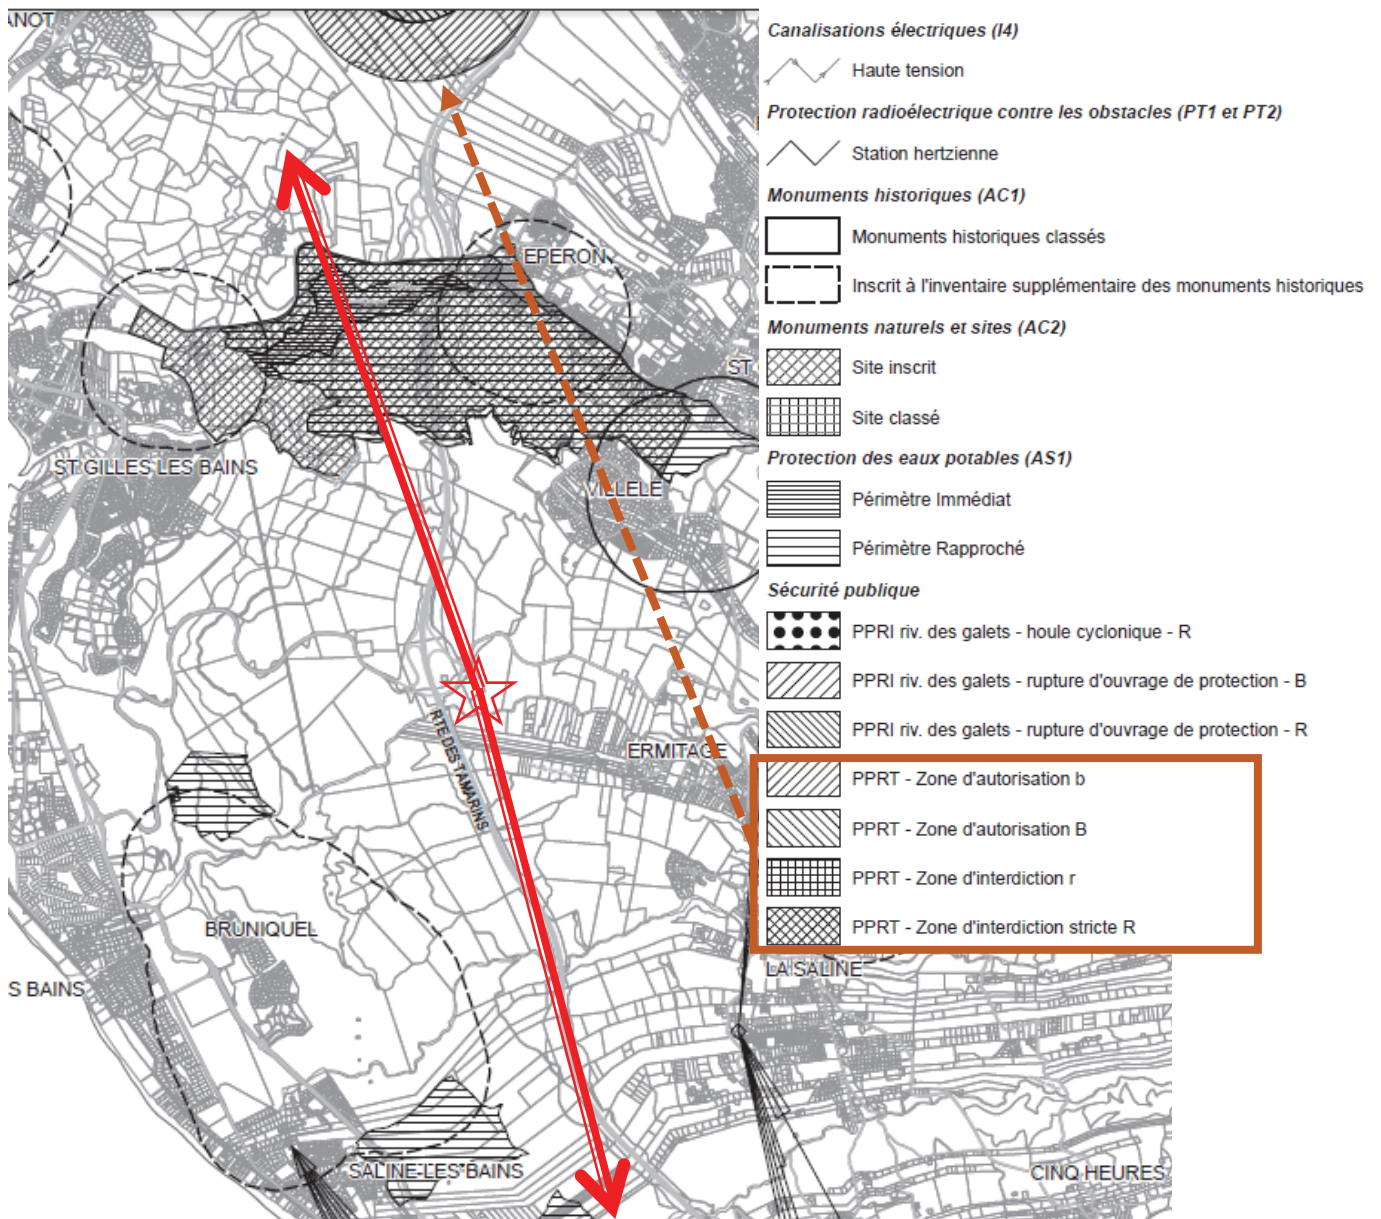 ANOT
EPERON
ST
ST GILLES LES BAINS
VILLELE
RTE DES TAMARINS
ERMITAGE
BRUNIQUEL
S BAINS
LA SALINE
SALINE-LES-BAINS
CINQ HEURES
Canalisations électriques (I4)
Haute tension
Protection radioélectrique contre les obstacles (PT1 et PT2)
Station hertzienne
Monuments historiques (AC1)
Monuments historiques classés
Inscrit à l'inventaire supplémentaire des monuments historiques
Monuments naturels et sites (AC2)
Site inscrit
Site classé
Protection des eaux potables (AS1)
Périmètre Immédiat
Périmètre Rapproché
Sécurité publique
PPRI riv. des galets - houle cyclonique - R
PPRI riv. des galets - rupture d'ouvrage de protection - B
PPRI riv. des galets - rupture d'ouvrage de protection - R
PPRT - Zone d'autorisation b
PPRT - Zone d'autorisation B
PPRT - Zone d'interdiction r
PPRT - Zone d'interdiction stricte R